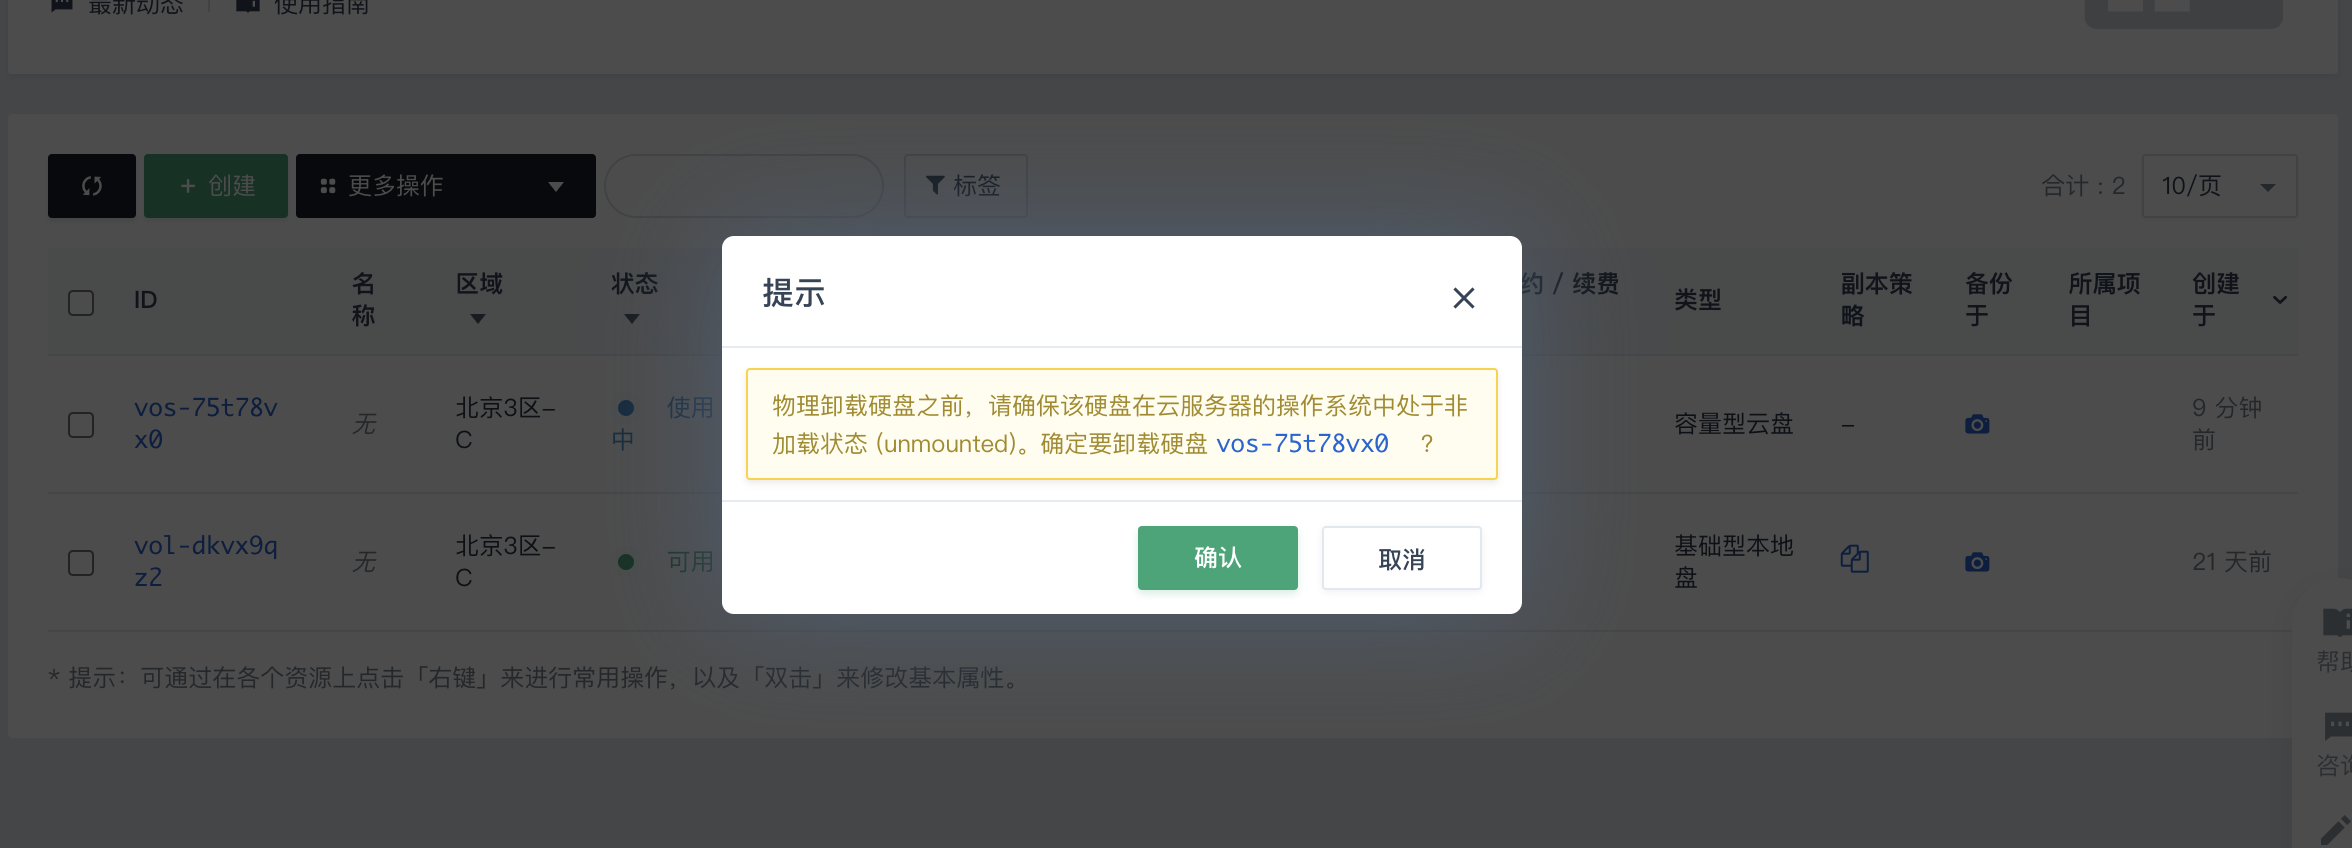 最新动态
使用指南
+ 创建
更多操作
标签
合计：2
10/页
ID
名称
区域
状态
约 / 续费
类型
副本策略
备份于
所属项目
创建于
vos-75t78v
x0
无
北京3区-
C
使用
中
容量型云盘
-
9 分钟
前
vol-dkvx9q
z2
无
北京3区-
C
可用
基础型本地
盘
21 天前
提示
物理卸载硬盘之前，请确保该硬盘在云服务器的操作系统中处于非
加载状态 (unmounted)。确定要卸载硬盘 vos-75t78vx0 ？
确认
取消
* 提示：可通过在各个资源上点击「右键」来进行常用操作，以及「双击」来修改基本属性。
帮助
咨询